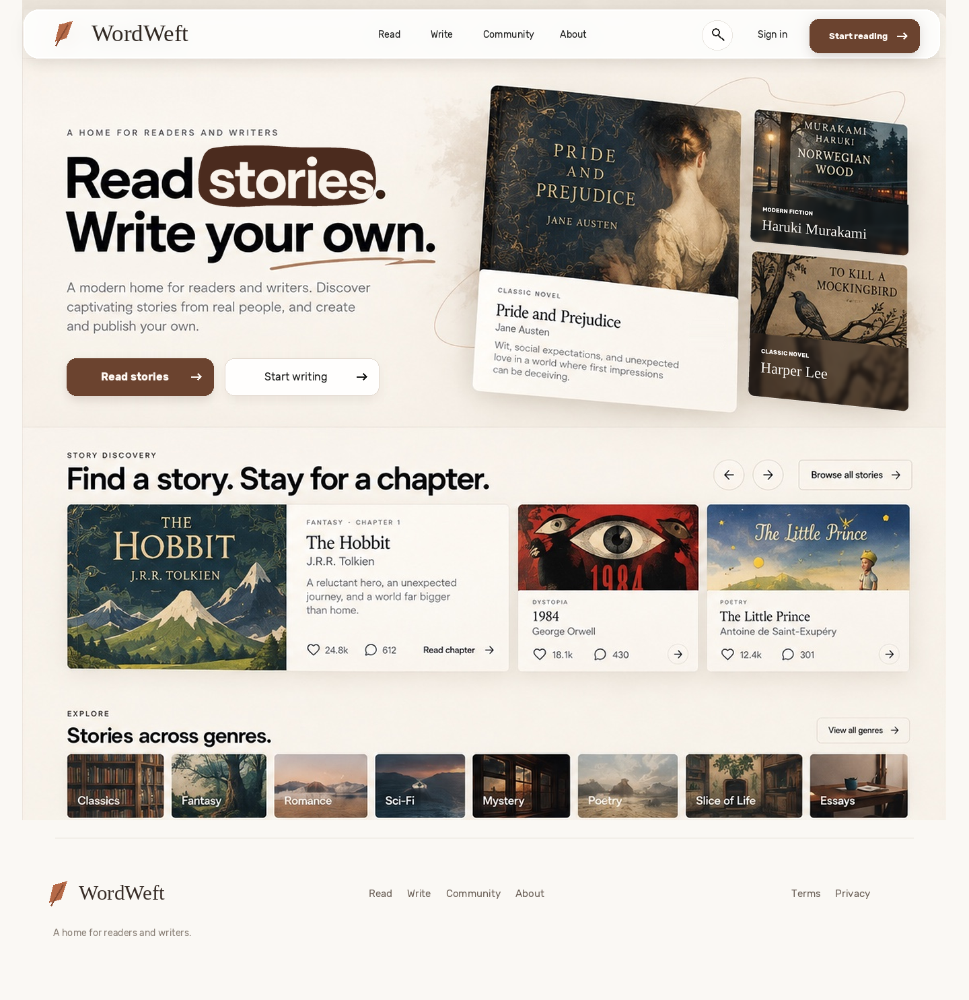 WordWeft
Read
Write
Community
About
Sign in
Start reading
A HOME FOR READERS AND WRITERS
Read stories.
Write your own.
A modern home for readers and writers. Discover
captivating stories from real people, and create
and publish your own.
Read stories
Start writing
PRIDE
AND
PREJUDICE
JANE AUSTEN
CLASSIC NOVEL
Pride and Prejudice
Jane Austen
Wit, social expectations, and unexpected
love in a world where first impressions
can be deceiving.
MURAKAMI
HARUKI
NORWEGIAN
WOOD
MODERN FICTION
Haruki Murakami
TO KILL A
MOCKINGBIRD
CLASSIC NOVEL
Harper Lee
STORY DISCOVERY
Find a story. Stay for a chapter.
Browse all stories
THE
HOBBIT
J.R.R. TOLKIEN
FANTASY · CHAPTER 1
The Hobbit
J.R.R. Tolkien
A reluctant hero, an unexpected
journey, and a world far bigger
than home.
24.8k
612
Read chapter
1984
DYSTOPIA
1984
George Orwell
18.1k
430
The Little Prince
POETRY
The Little Prince
Antoine de Saint-Exupéry
12.4k
301
EXPLORE
Stories across genres.
View all genres
Classics
Fantasy
Romance
Sci-Fi
Mystery
Poetry
Slice of Life
Essays
WordWeft
Read
Write
Community
About
Terms
Privacy
A home for readers and writers.